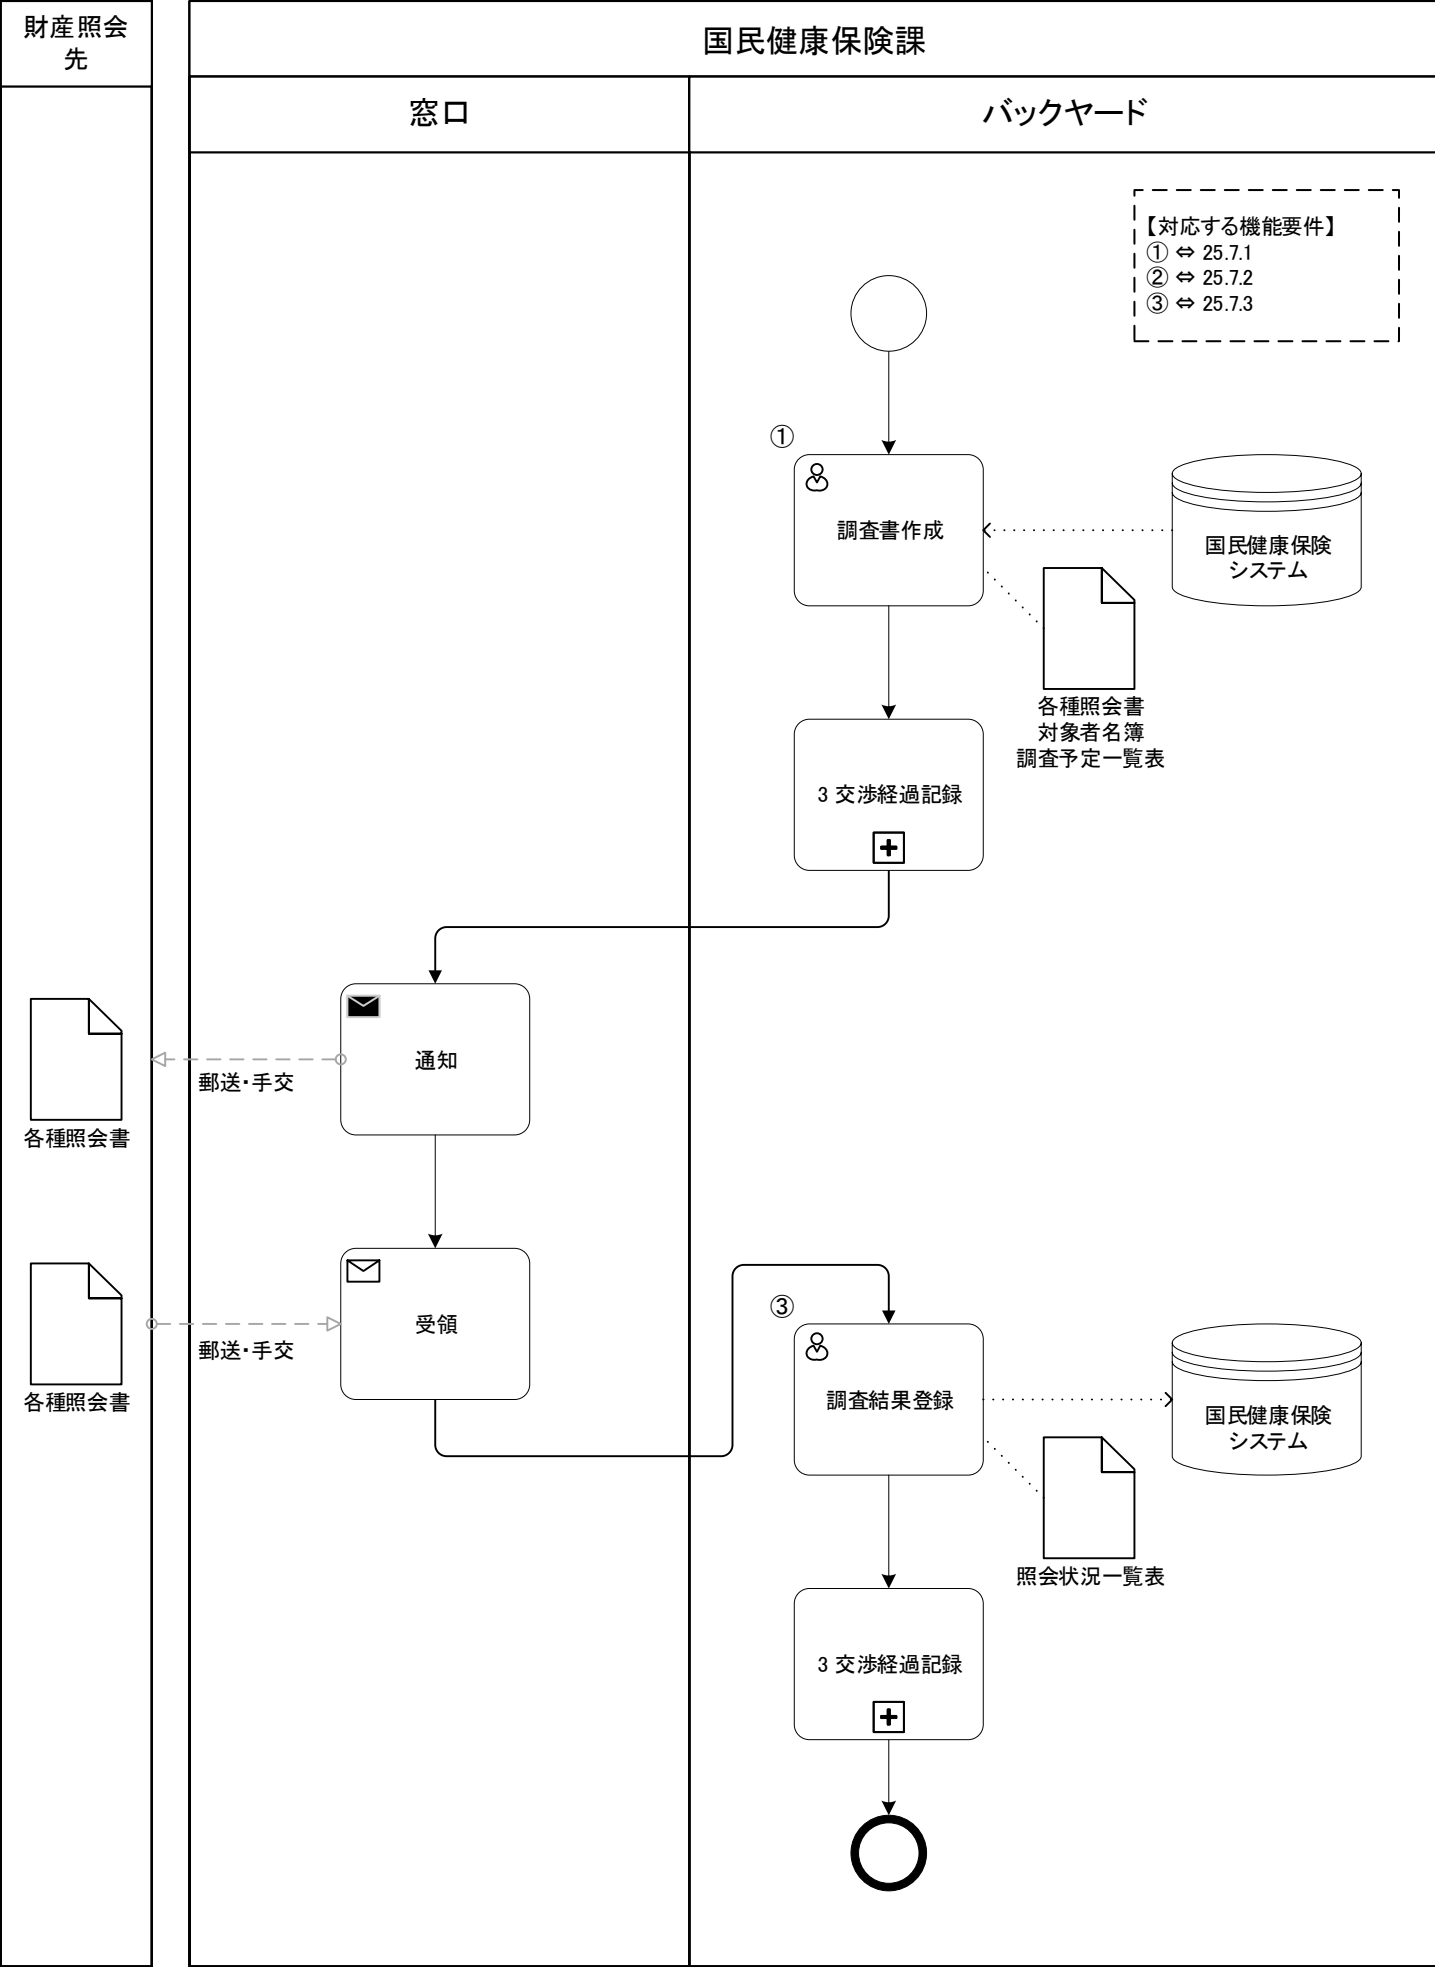 財産照会
先
国民健康保険課
窓口
バックヤード
【対応する機能要件】
① ⇔ 25.7.1
② ⇔ 25.7.2
③ ⇔ 25.7.3
①
調査書作成
国民健康保険
システム
各種照会書
対象者名簿
調査予定一覧表
3 交渉経過記録
通知
郵送・手交
各種照会書
受領
郵送・手交
各種照会書
③
調査結果登録
国民健康保険
システム
照会状況一覧表
3 交渉経過記録